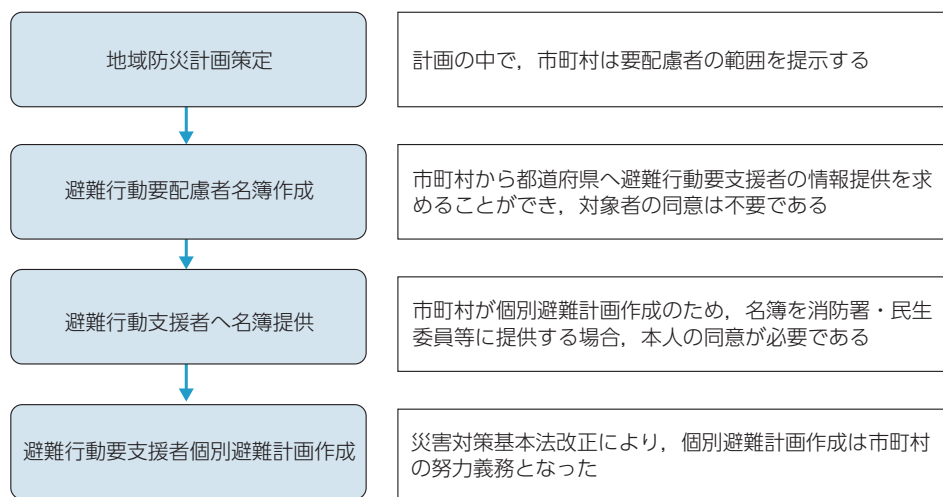 地域防災計画策定
計画の中で，市町村は要配慮者の範囲を提示する
避難行動要配慮者名簿作成
市町村から都道府県へ避難行動要支援者の情報提供を求
めることができ，対象者の同意は不要である
避難行動支援者へ名簿提供
市町村が個別避難計画作成のため，名簿を消防署・民生
委員等に提供する場合，本人の同意が必要である
避難行動要支援者個別避難計画作成
災害対策基本法改正により，個別避難計画作成は市町村
の努力義務となった